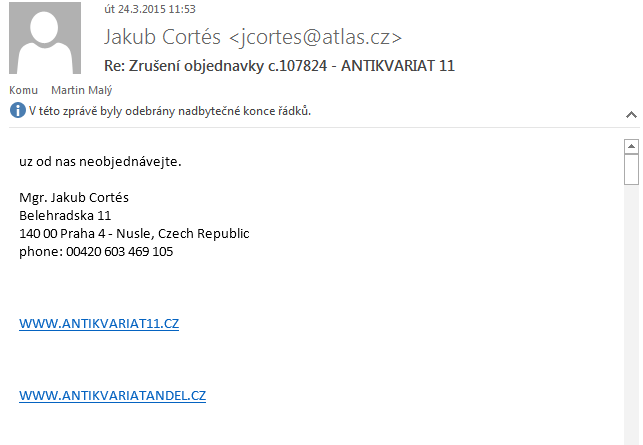 út 24.3.2015 11:53
Jakub Cortés <jcortes@atlas.cz>
Re: Zrušení objednavky c.107824 - ANTIKVARIAT 11
Komu Martin Malý
V této zprávě byly odebrány nadbytečné konce řádků.
uz od nas neobjednávejte.
Mgr. Jakub Cortés
Belehradska 11
140 00 Praha 4 - Nusle, Czech Republic
phone: 00420 603 469 105
WWW.ANTIKVARIAT11.CZ
WWW.ANTIKVARIATANDEL.CZ